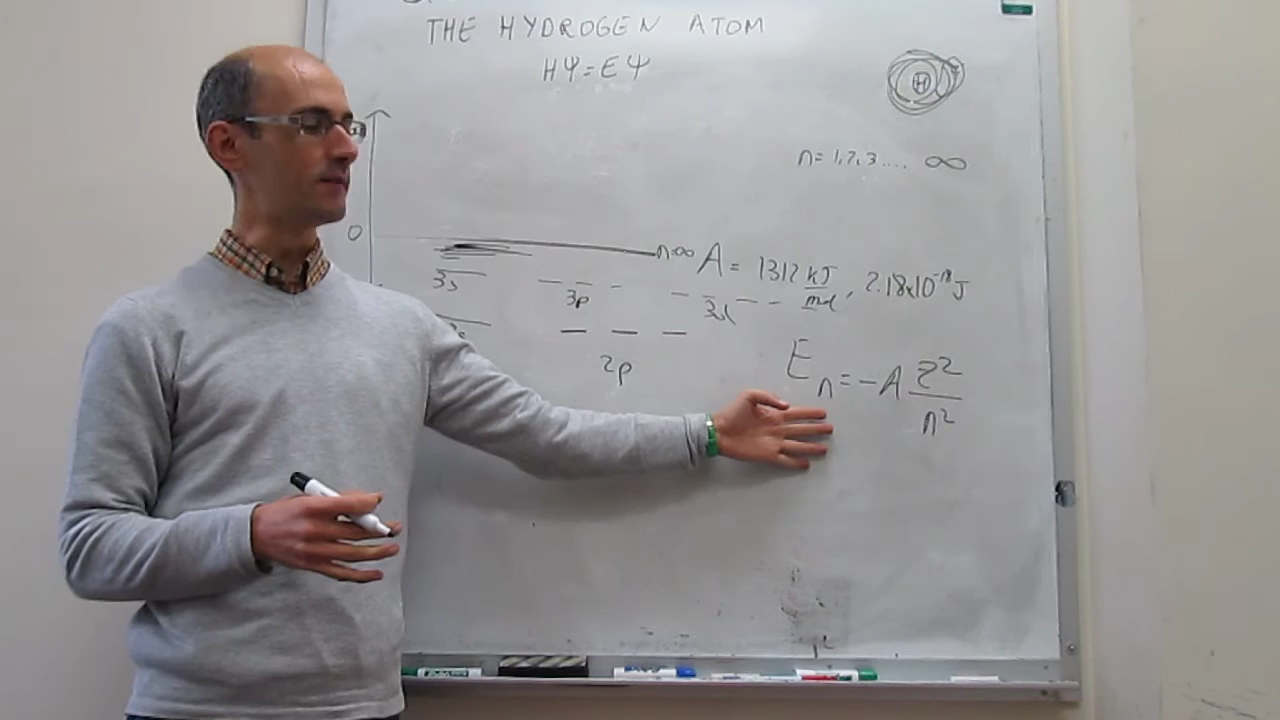 THE HYDROGEN ATOM
HΨ=EΨ
H
n=1,2,3.... ∞
0
n=∞
A = 1312 kJ/mol, 2.18x10⁻¹⁸J
3s
3p
3d
2p
Eₙ=-A Z²/n²